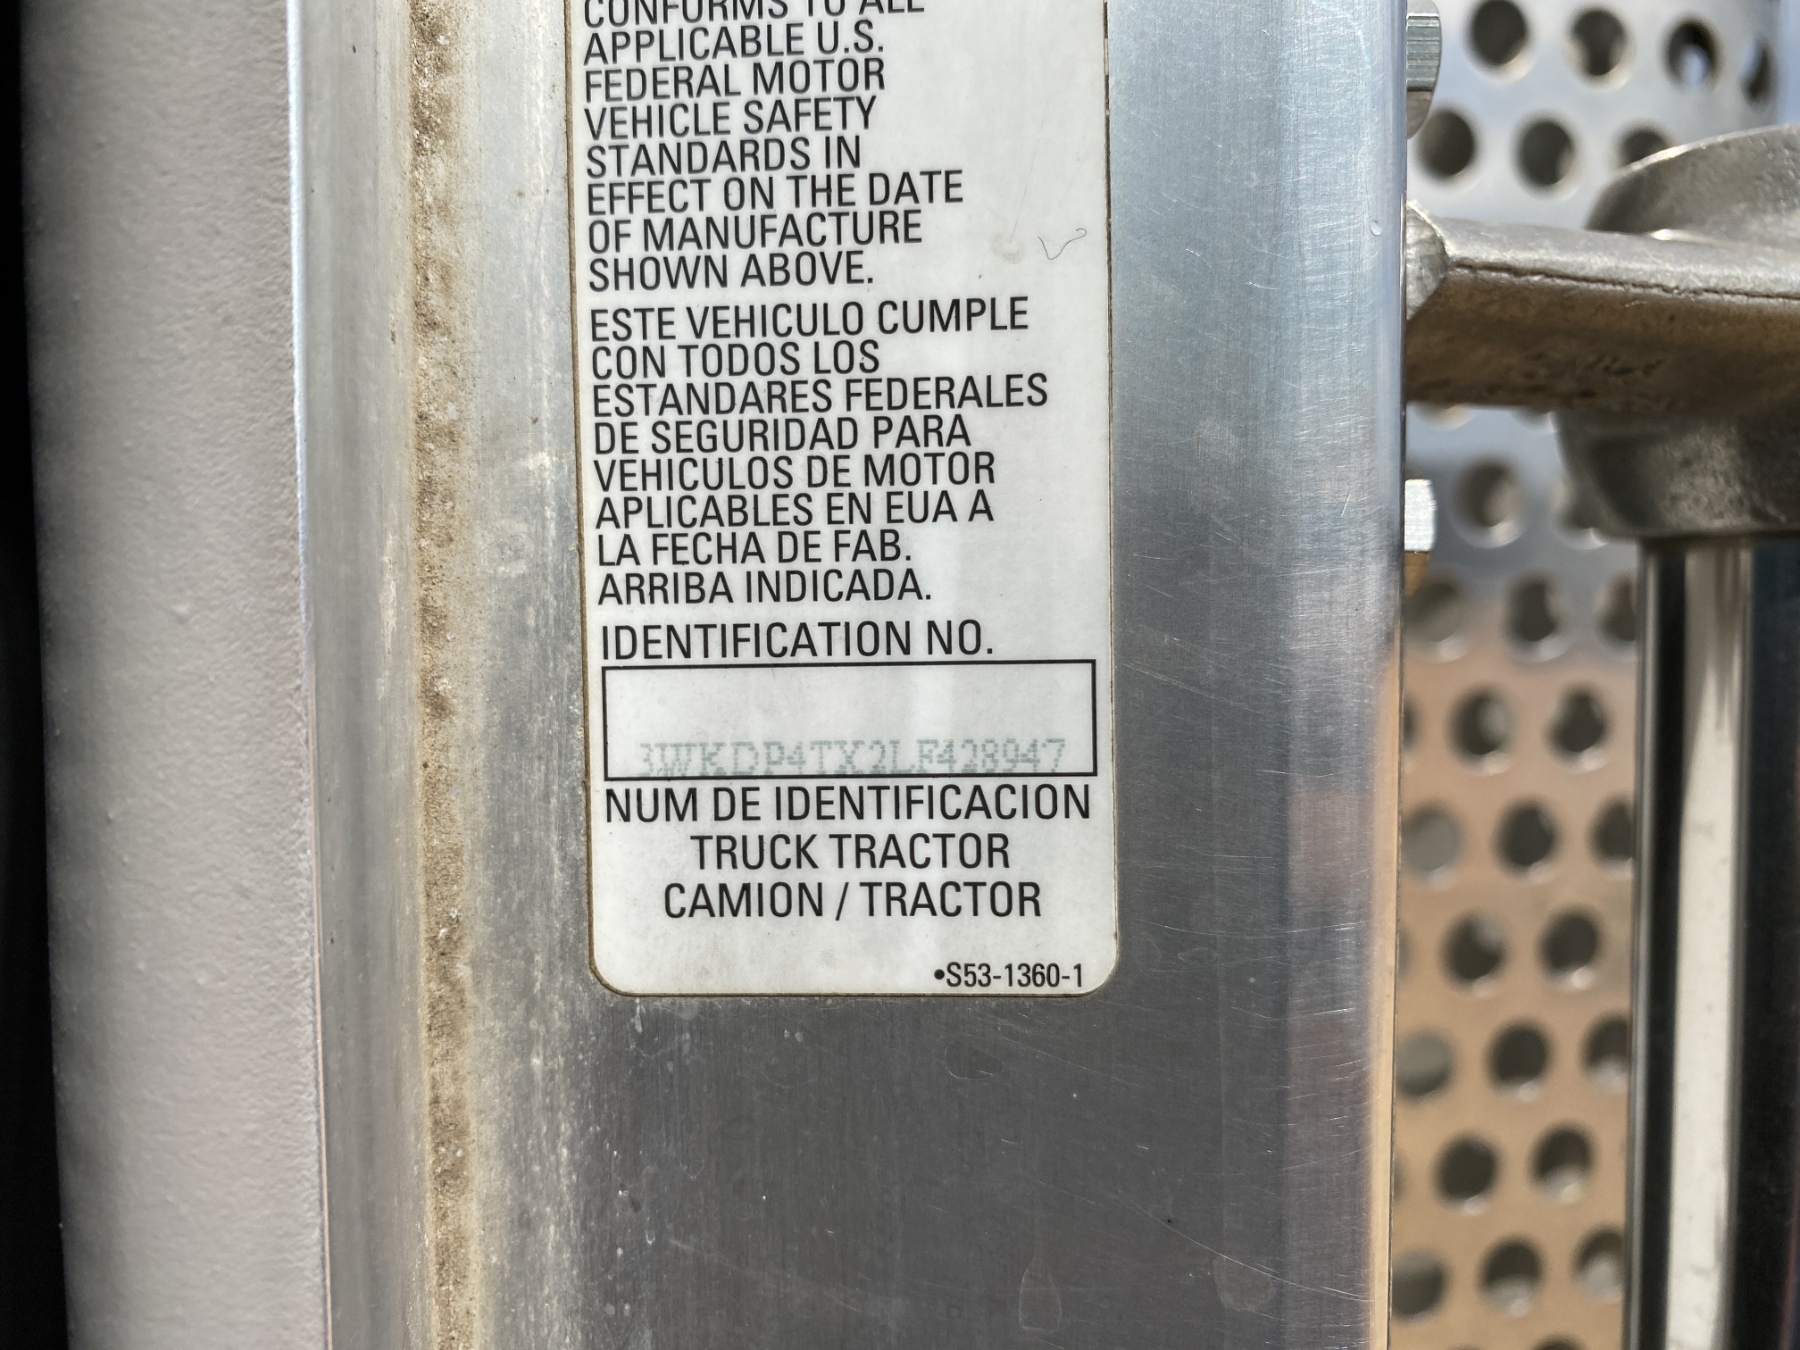 CONFORMS TO ALL
APPLICABLE U.S.
FEDERAL MOTOR
VEHICLE SAFETY
STANDARDS IN
EFFECT ON THE DATE
OF MANUFACTURE
SHOWN ABOVE.
ESTE VEHICULO CUMPLE
CON TODOS LOS
ESTANDARES FEDERALES
DE SEGURIDAD PARA
VEHICULOS DE MOTOR
APLICABLES EN EUA A
LA FECHA DE FAB.
ARRIBA INDICADA.
IDENTIFICATION NO.
3WKDP4TX2LF428947
NUM DE IDENTIFICACION
TRUCK TRACTOR
CAMION / TRACTOR
•S53-1360-1